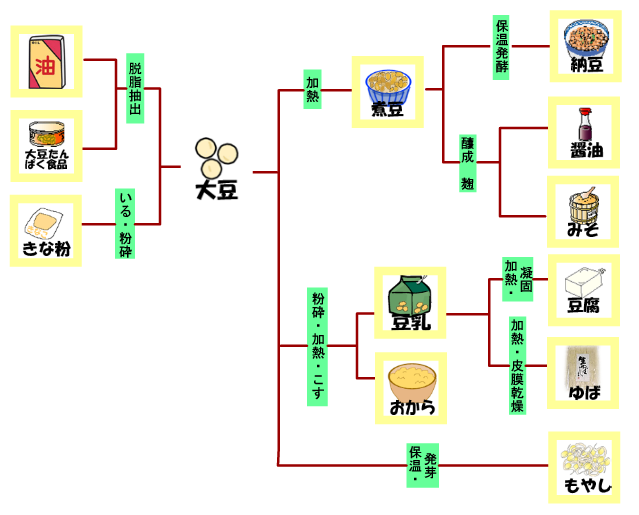 油
大豆たん
ぱく食品
きな粉
脱脂抽出
いる・粉砕
大豆
加熱
煮豆
保温発酵
納豆
醸成 麹
醤油
みそ
粉砕・加熱・こす
豆乳
おから
凝固
加熱・
豆腐
加熱・皮膜乾燥
ゆば
発芽
保温・
もやし